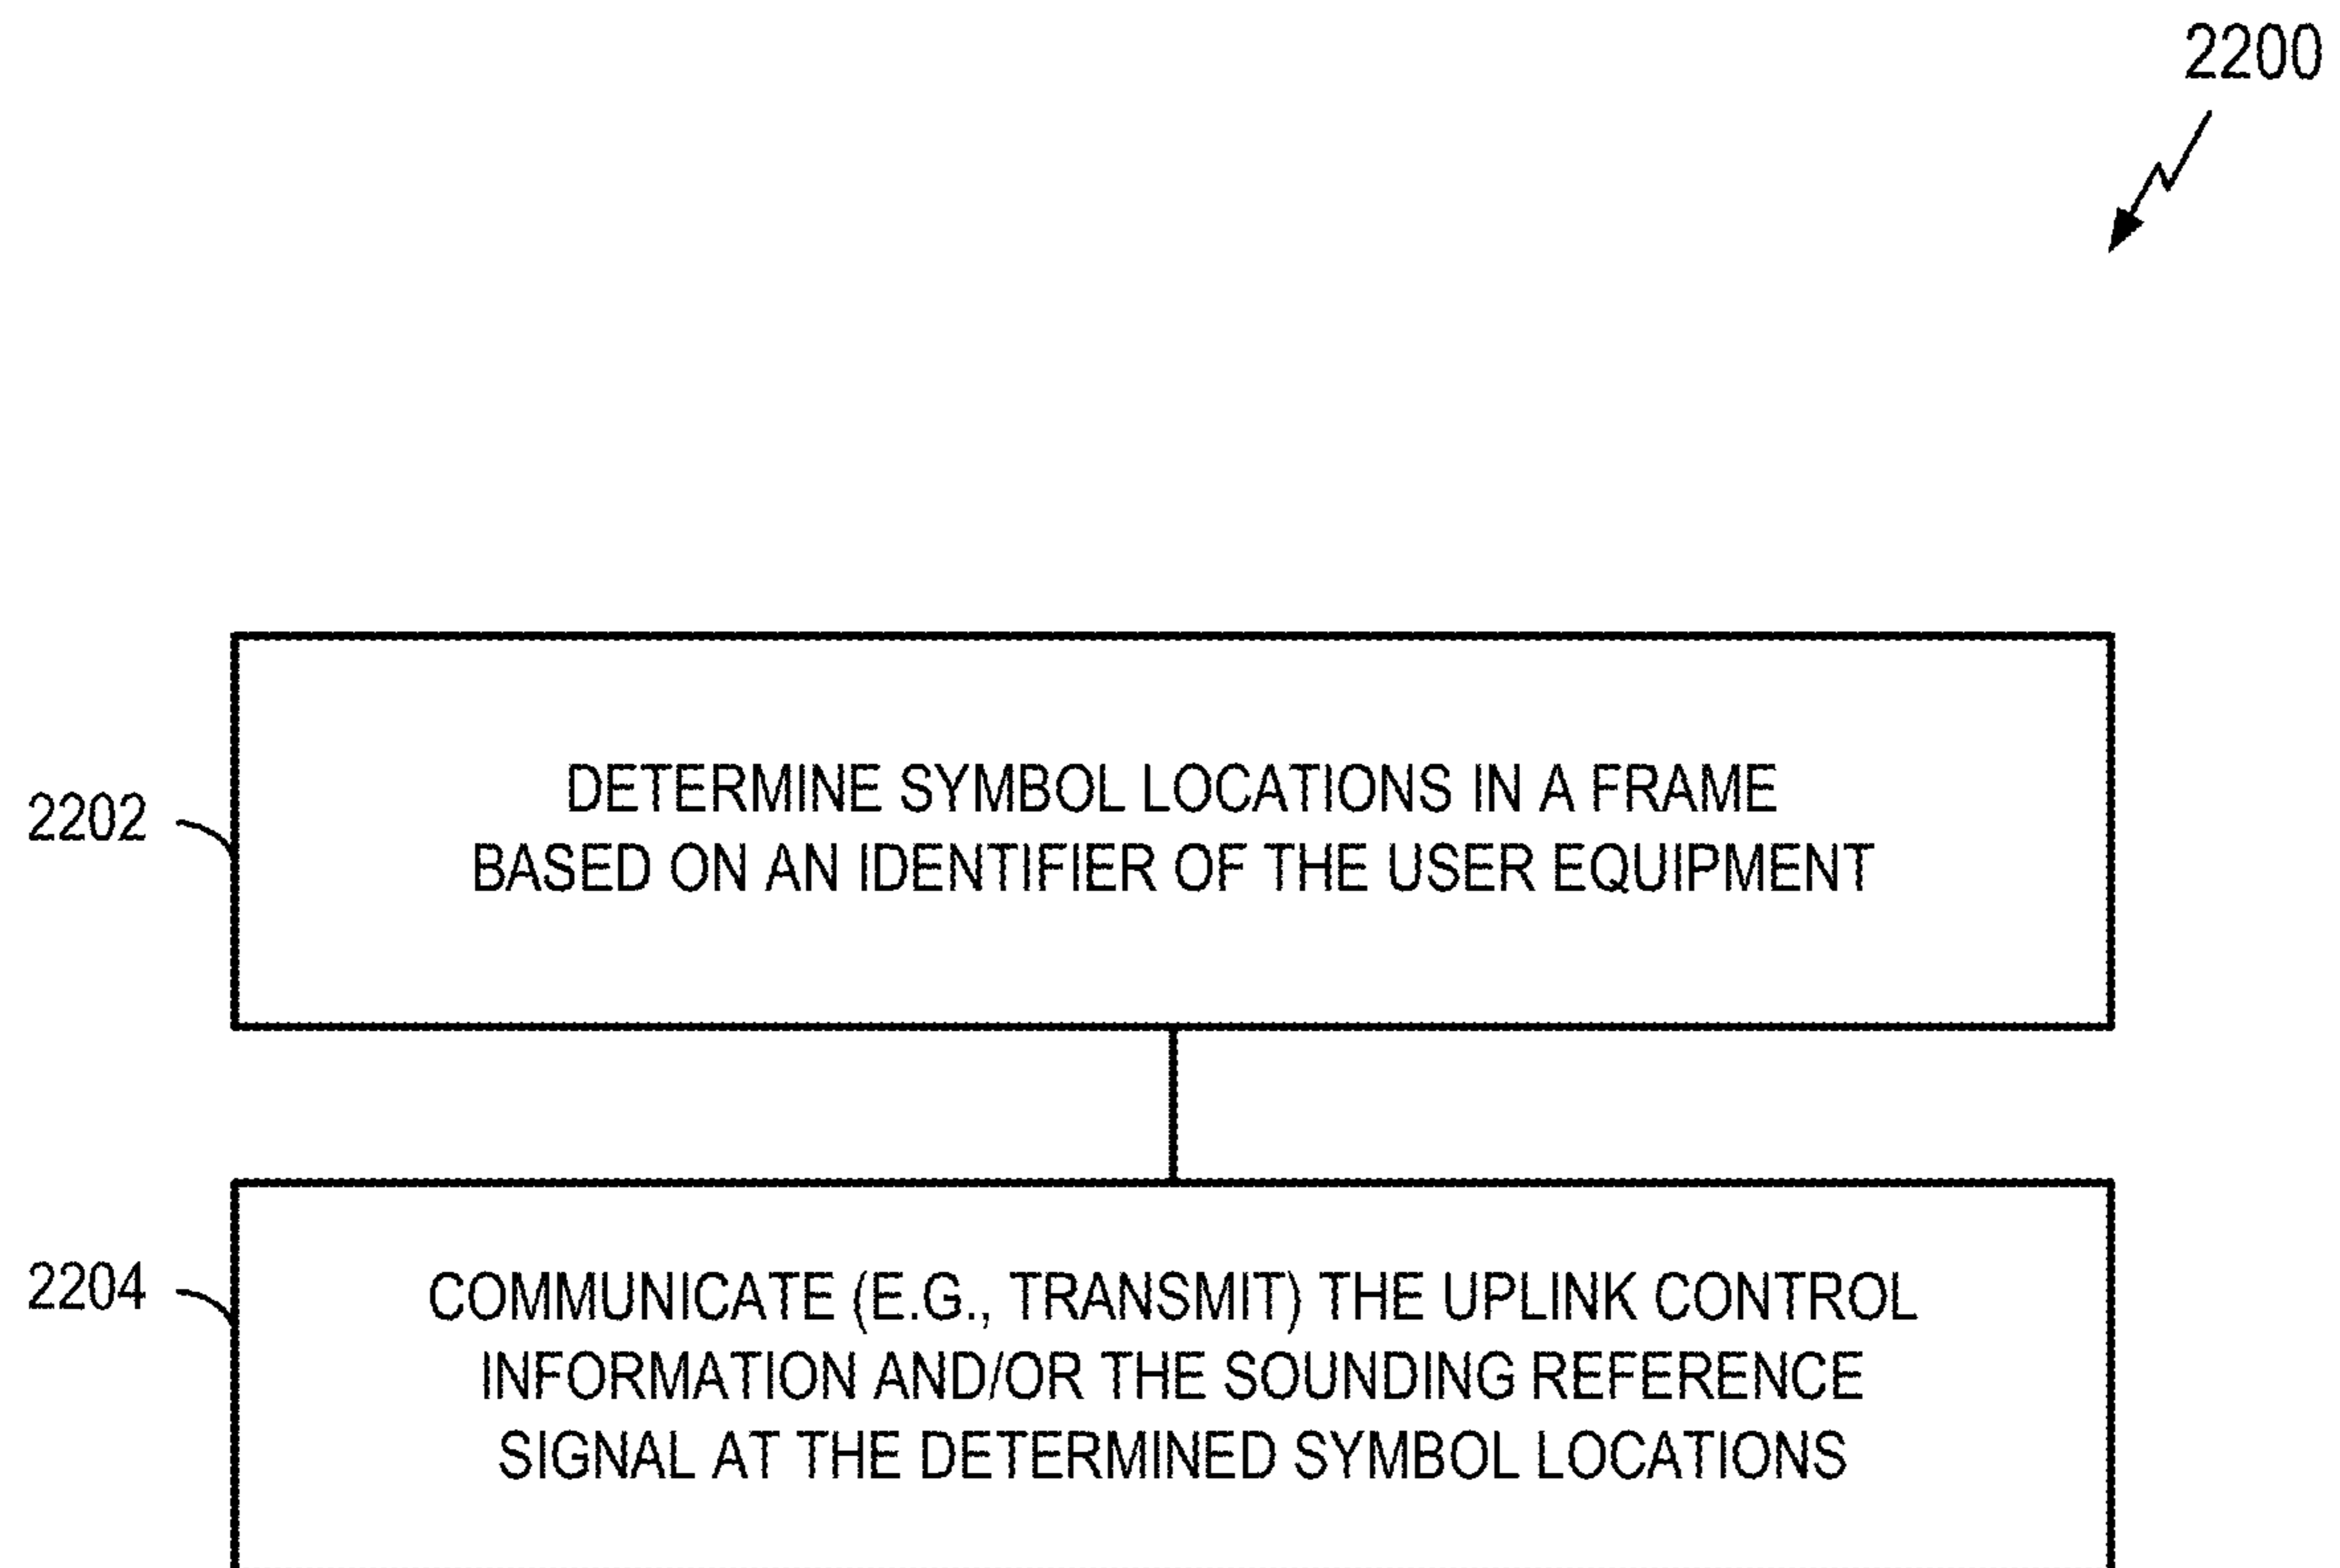 2200
2202
DETERMINE SYMBOL LOCATIONS IN A FRAME
BASED ON AN IDENTIFIER OF THE USER EQUIPMENT
2204
COMMUNICATE (E.G., TRANSMIT) THE UPLINK CONTROL
INFORMATION AND/OR THE SOUNDING REFERENCE
SIGNAL AT THE DETERMINED SYMBOL LOCATIONS